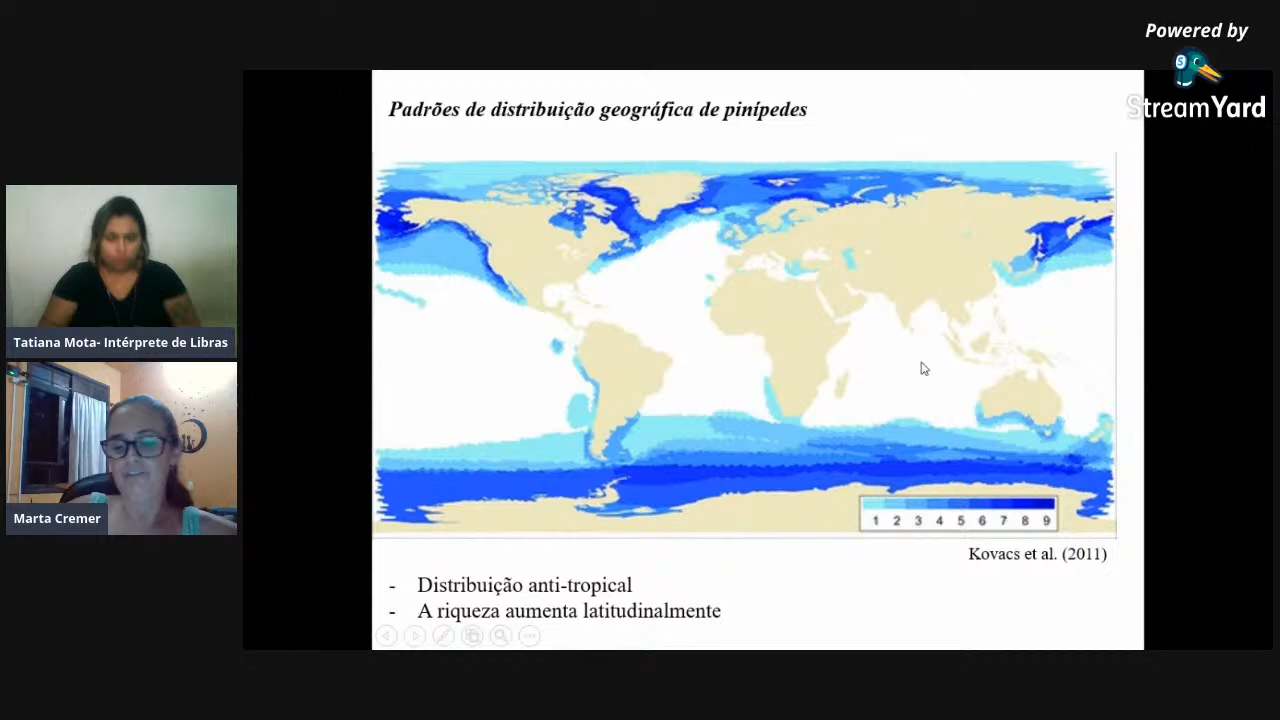 Powered by
StreamYard
Padrões de distribuição geográfica de pinípedes
Tatiana Mota- Intérprete de Libras
Marta Cremer
1 2 3 4 5 6 7 8 9
Kovacs et al. (2011)
- Distribuição anti-tropical
- A riqueza aumenta latitudinalmente